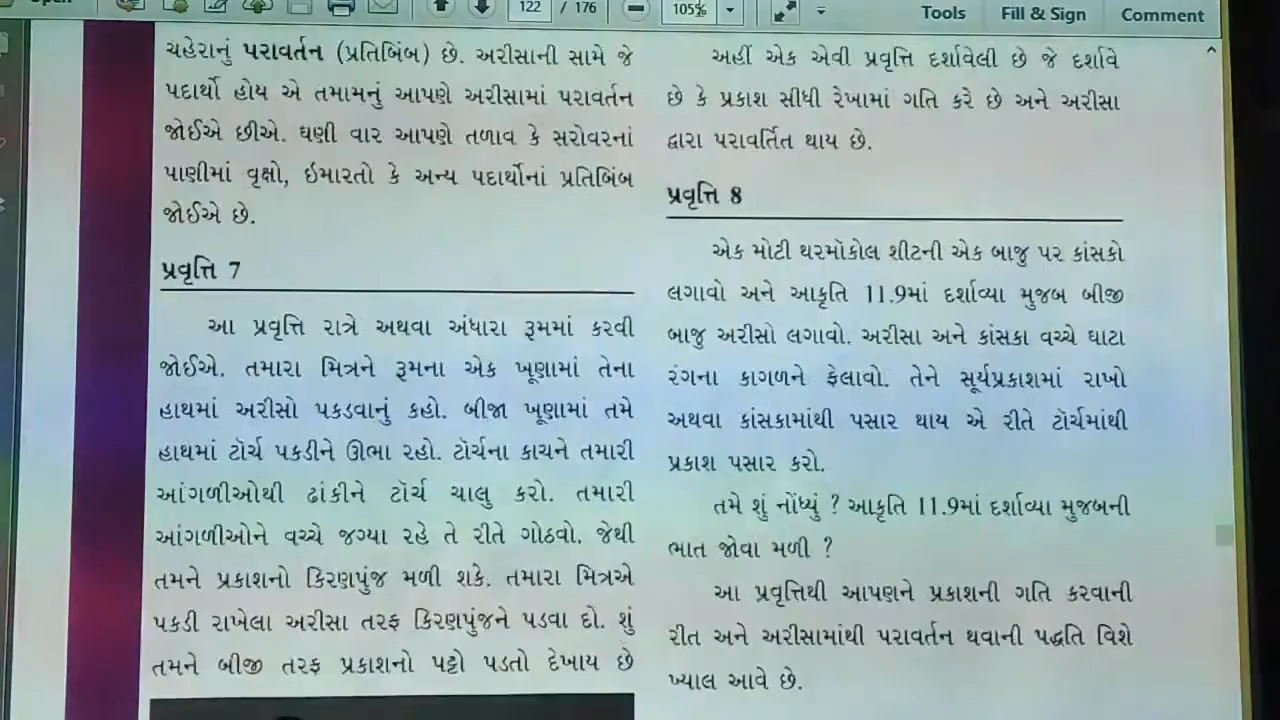 122 / 176
105%
Tools
Fill & Sign
Comment
ચહેરાનું પરાવર્તન (પ્રતિબિંબ) છે. અરીસાની સામે જે
પદાર્થો હોય એ તમામનું આપણે અરીસામાં પરાવર્તન
જોઈએ છીએ. ઘણી વાર આપણે તળાવ કે સરોવરનાં
પાણીમાં વૃક્ષો, ઇમારતો કે અન્ય પદાર્થોનાં પ્રતિબિંબ
જોઈએ છે.
પ્રવૃત્તિ 7
આ પ્રવૃત્તિ રાત્રે અથવા અંધારા રૂમમાં કરવી
જોઈએ. તમારા મિત્રને રૂમના એક ખૂણામાં તેના
હાથમાં અરીસો પકડવાનું કહો. બીજા ખૂણામાં તમે
હાથમાં ટૉર્ચ પકડીને ઊભા રહો. ટૉર્ચના કાચને તમારી
આંગળીઓથી ઢાંકીને ટૉર્ચ ચાલુ કરો. તમારી
આંગળીઓને વચ્ચે જગ્યા રહે તે રીતે ગોઠવો. જેથી
તમને પ્રકાશનો કિરણપુંજ મળી શકે. તમારા મિત્રએ
પકડી રાખેલા અરીસા તરફ કિરણપુંજને પડવા દો. શું
તમને બીજી તરફ પ્રકાશનો પટ્ટો પડતો દેખાય છે
અહીં એક એવી પ્રવૃત્તિ દર્શાવેલી છે જે દર્શાવે
છે કે પ્રકાશ સીધી રેખામાં ગતિ કરે છે અને અરીસા
દ્વારા પરાવર્તિત થાય છે.
પ્રવૃત્તિ 8
એક મોટી થરમૉકોલ શીટની એક બાજુ પર કાંસકો
લગાવો અને આકૃતિ 11.9માં દર્શાવ્યા મુજબ બીજી
બાજુ અરીસો લગાવો. અરીસા અને કાંસકા વચ્ચે ઘાટા
રંગના કાગળને ફેલાવો. તેને સૂર્યપ્રકાશમાં રાખો
અથવા કાંસકામાંથી પસાર થાય એ રીતે ટૉર્ચમાંથી
પ્રકાશ પસાર કરો.
તમે શું નોંધ્યું ? આકૃતિ 11.9માં દર્શાવ્યા મુજબની
ભાત જોવા મળી ?
આ પ્રવૃત્તિથી આપણને પ્રકાશની ગતિ કરવાની
રીત અને અરીસામાંથી પરાવર્તન થવાની પદ્ધતિ વિશે
ખ્યાલ આવે છે.